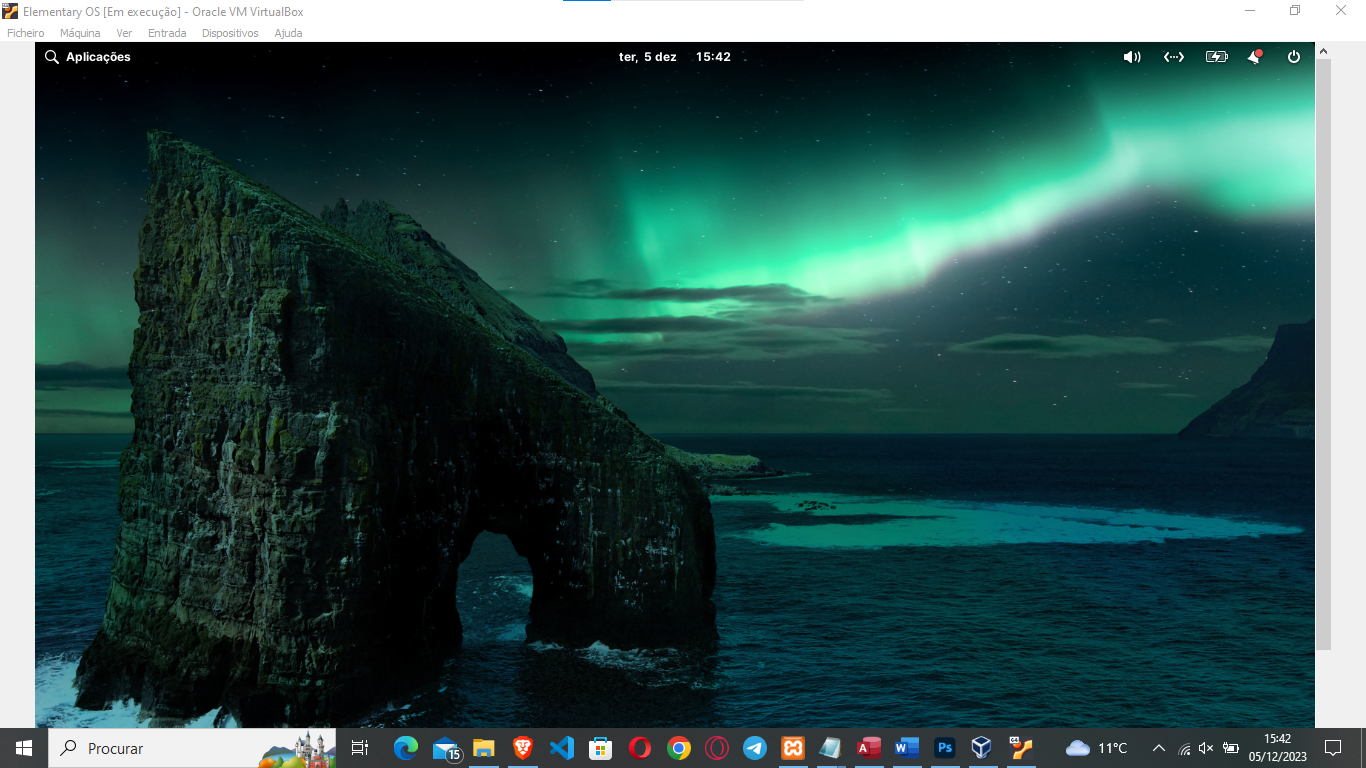 Elementary OS [Em execução] - Oracle VM VirtualBox
Ficheiro Máquina Ver Entrada Dispositivos Ajuda
Aplicações ter, 5 dez 15:42
Procurar 15 Ps 11°C 15:42
05/12/2023